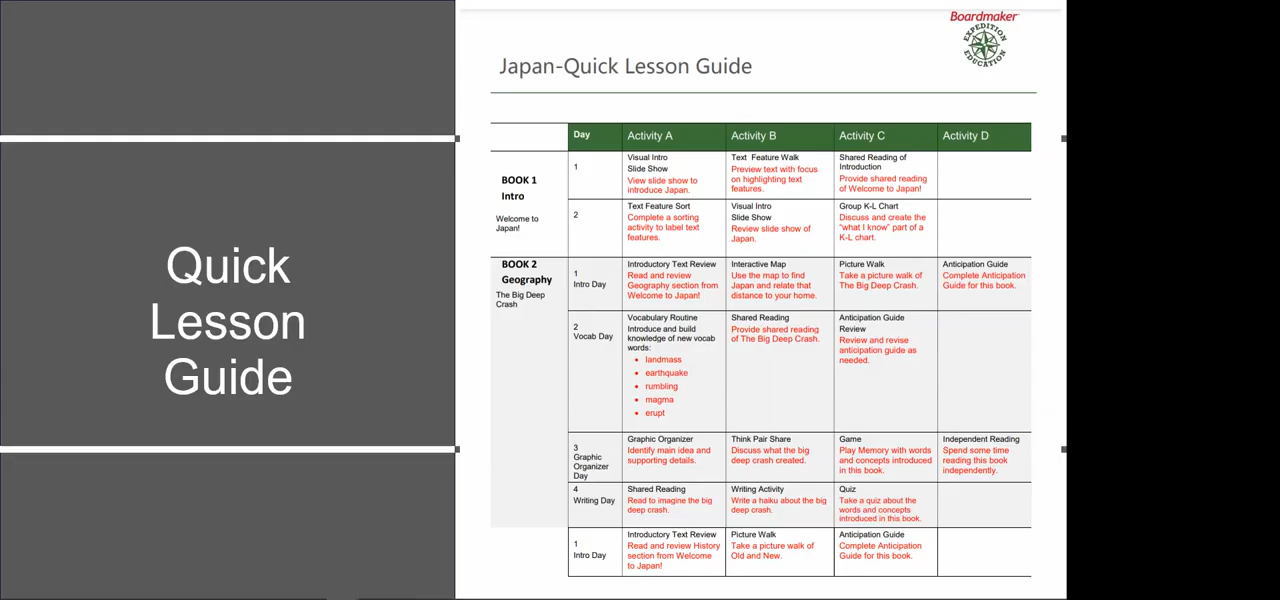 Quick
Lesson
Guide
Boardmaker
EXPEDITION
EDUCATION
Japan-Quick Lesson Guide
Day
Activity A
Activity B
Activity C
Activity D
BOOK 1
Intro
Welcome to
Japan!
1
Visual Intro
Slide Show
View slide show to
introduce Japan.
Text Feature Walk
Preview text with focus
on highlighting text
features.
Shared Reading of
Introduction
Provide shared reading
of Welcome to Japan!
2
Text Feature Sort
Complete a sorting
activity to label text
features.
Visual Intro
Slide Show
Review slide show of
Japan.
Group K-L Chart
Discuss and create the
"what I know" part of a
K-L chart.
BOOK 2
Geography
The Big Deep
Crash
1
Intro Day
Introductory Text Review
Read and review
Geography section from
Welcome to Japan!
Interactive Map
Use the map to find
Japan and relate that
distance to your home.
Picture Walk
Take a picture walk of
The Big Deep Crash.
Anticipation Guide
Complete Anticipation
Guide for this book.
2
Vocab Day
Vocabulary Routine
Introduce and build
knowledge of new vocab
words:
• landmass
• earthquake
• rumbling
• magma
• erupt
Shared Reading
Provide shared reading
of The Big Deep Crash.
Anticipation Guide
Review
Review and revise
anticipation guide as
needed.
3
Graphic
Organizer
Day
Graphic Organizer
Identify main idea and
supporting details.
Think Pair Share
Discuss what the big
deep crash created.
Game
Play Memory with words
and concepts introduced
in this book.
Independent Reading
Spend some time
reading this book
independently.
4
Writing Day
Shared Reading
Read to imagine the big
deep crash.
Writing Activity
Write a haiku about the big
deep crash.
Quiz
Take a quiz about the
words and concepts
introduced in this book.
1
Intro Day
Introductory Text Review
Read and review History
section from Welcome
to Japan!
Picture Walk
Take a picture walk of
Old and New.
Anticipation Guide
Complete Anticipation
Guide for this book.